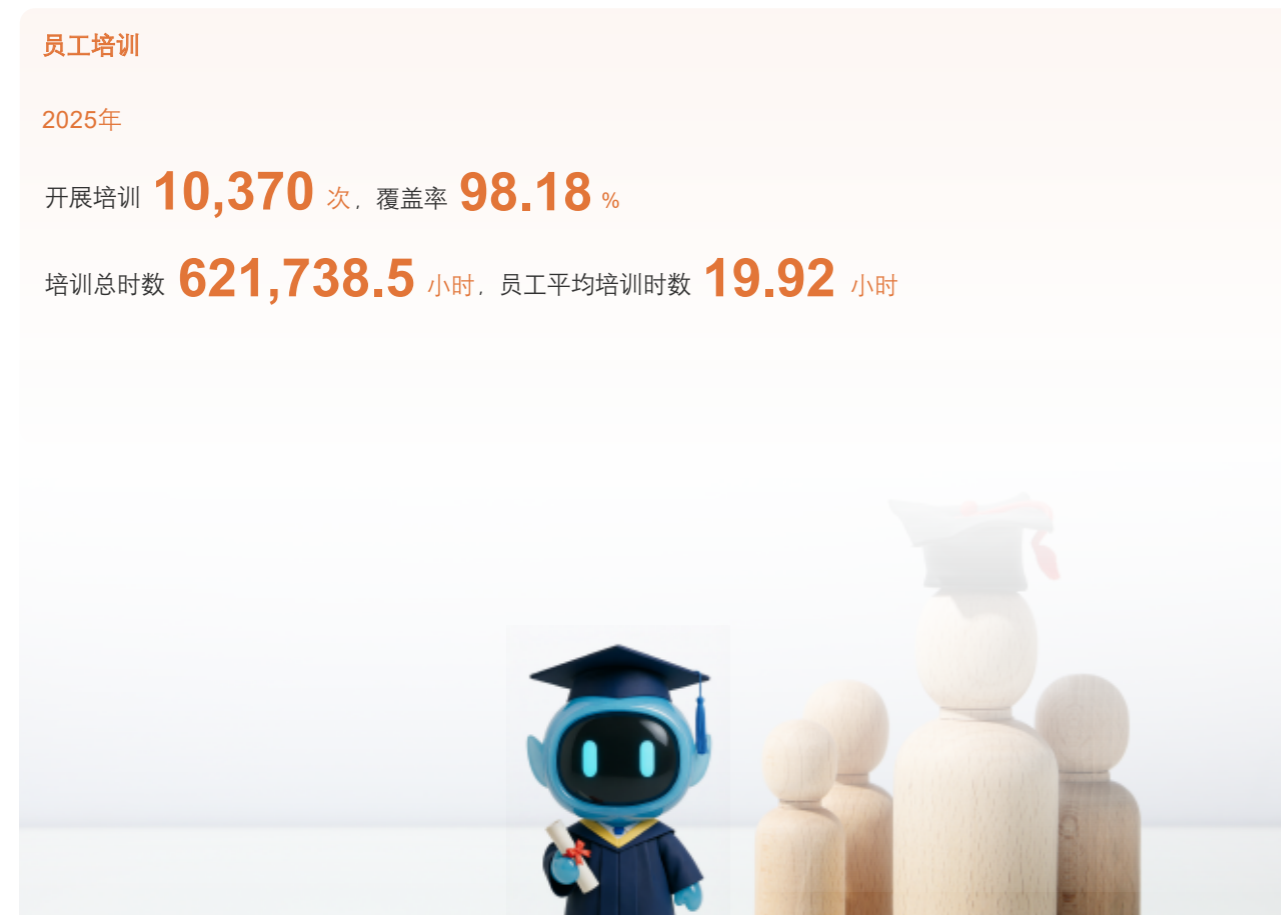 员工培训
2025年
开展培训 10,370 次，覆盖率 98.18 %
培训总时数 621,738.5 小时，员工平均培训时数 19.92 小时